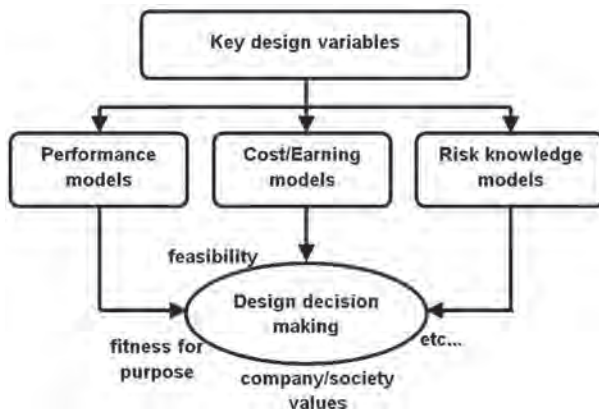 Key design variables
Performance
models
Cost/Earning
models
Risk knowledge
models
feasibility
Design decision
making
fitness for
purpose
etc...
company/society
values